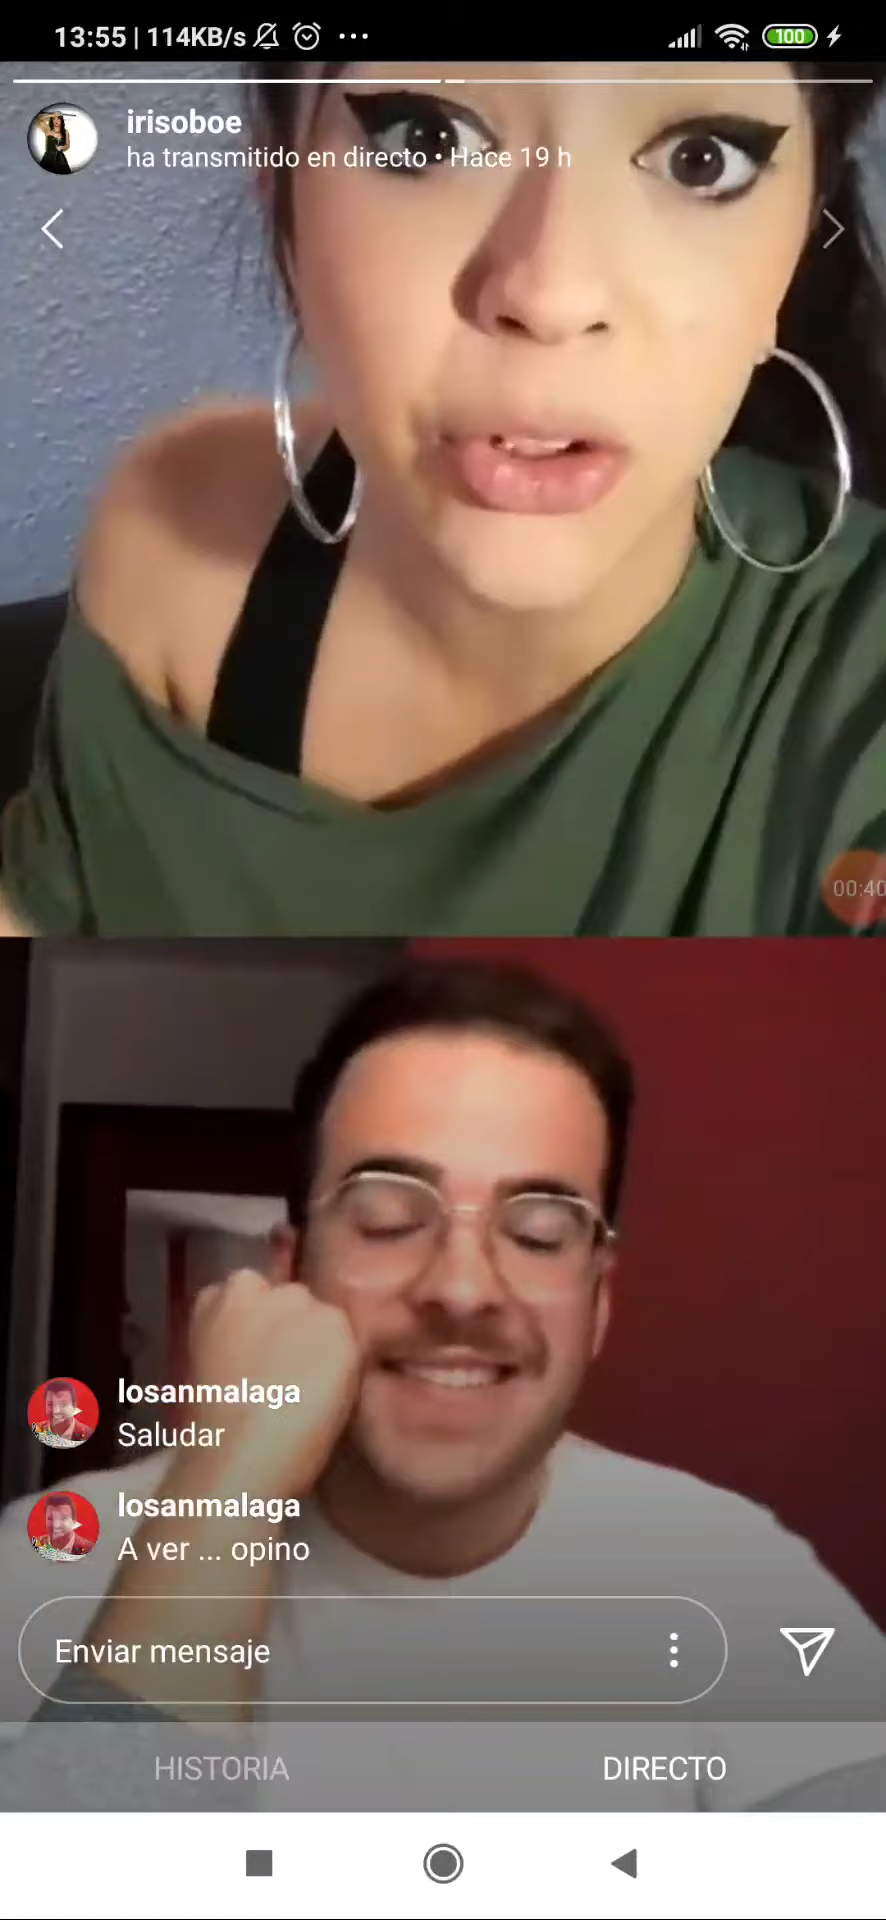 13:55 | 114KB/s
100
irisoboe
ha transmitido en directo • Hace 19 h
00:40
losanmalaga
Saludar
losanmalaga
A ver ... opino
Enviar mensaje
HISTORIA
DIRECTO